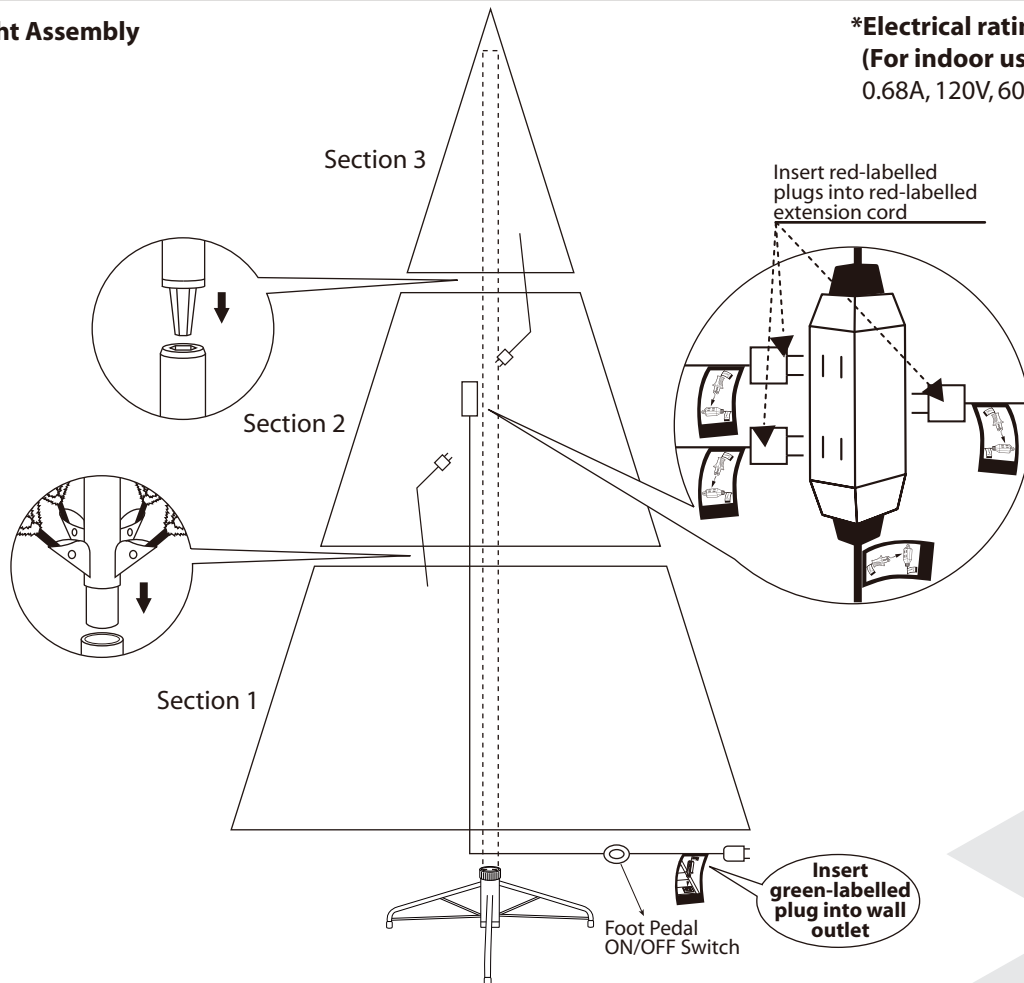 ht Assembly
*Electrical ratin
(For indoor us
0.68A, 120V, 60
Section 3
Insert red-labelled
plugs into red-labelled
extension cord
Section 2
Section 1
Foot Pedal
ON/OFF Switch
Insert
green-labelled
plug into wall
outlet